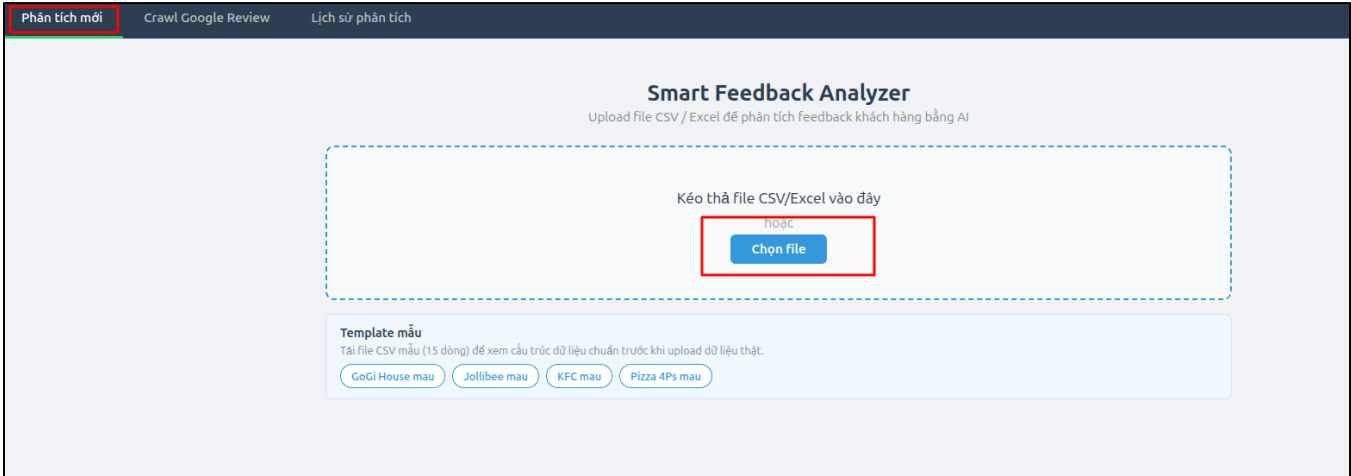 Phân tích mới Crawl Google Review Lịch sử phân tích
Smart Feedback Analyzer
Upload file CSV / Excel để phân tích feedback khách hàng bằng AI
Kéo thả file CSV/Excel vào đây
hoặc
Chọn file
Template mẫu
Tải file CSV mẫu (15 dòng) để xem cấu trúc dữ liệu chuẩn trước khi upload dữ liệu thật.
GoGi House mau Jollibee mau KFC mau Pizza 4Ps mau